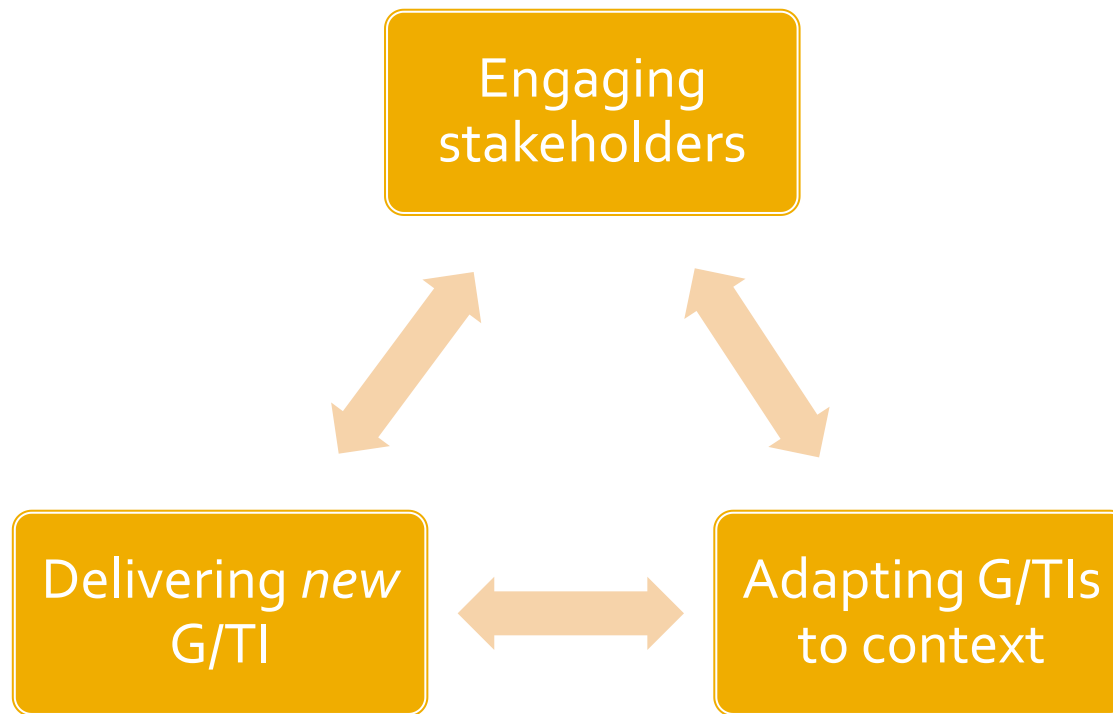 Engaging
stakeholders
Delivering new
G/TI
Adapting G/TIs
to context